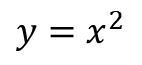 y = x²